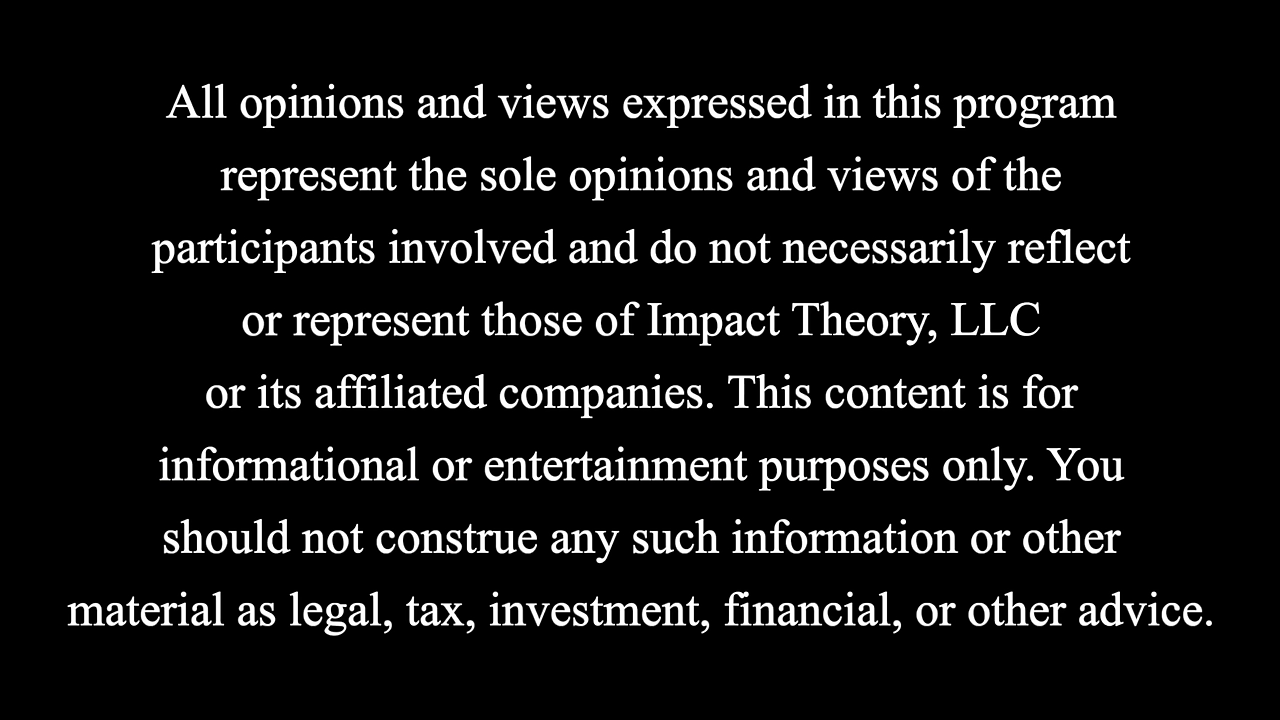 All opinions and views expressed in this program
represent the sole opinions and views of the
participants involved and do not necessarily reflect
or represent those of Impact Theory, LLC
or its affiliated companies. This content is for
informational or entertainment purposes only. You
should not construe any such information or other
material as legal, tax, investment, financial, or other advice.